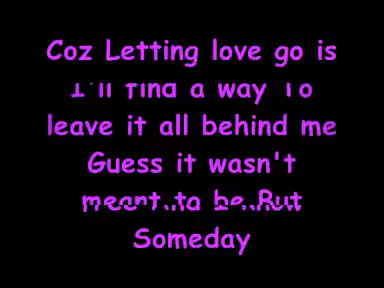 Coz Letting love go is
I'll find a way To
leave it all behind me
Guess it wasn't
meant..to be..But
Someday